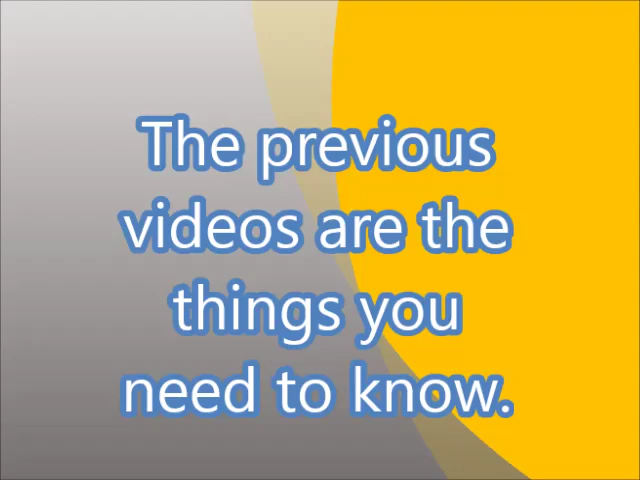 The previous
videos are the
things you
need to know.